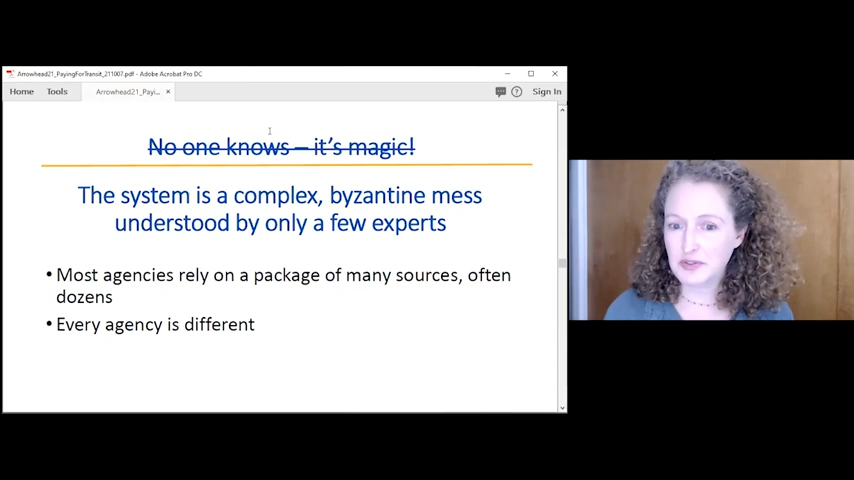 Arrowhead21_PayingForTransit_211007.pdf - Adobe Acrobat Pro DC
Home Tools Arrowhead21_Payi... × Sign In
No one knows – it's magic!
The system is a complex, byzantine mess
understood by only a few experts
• Most agencies rely on a package of many sources, often
dozens
• Every agency is different